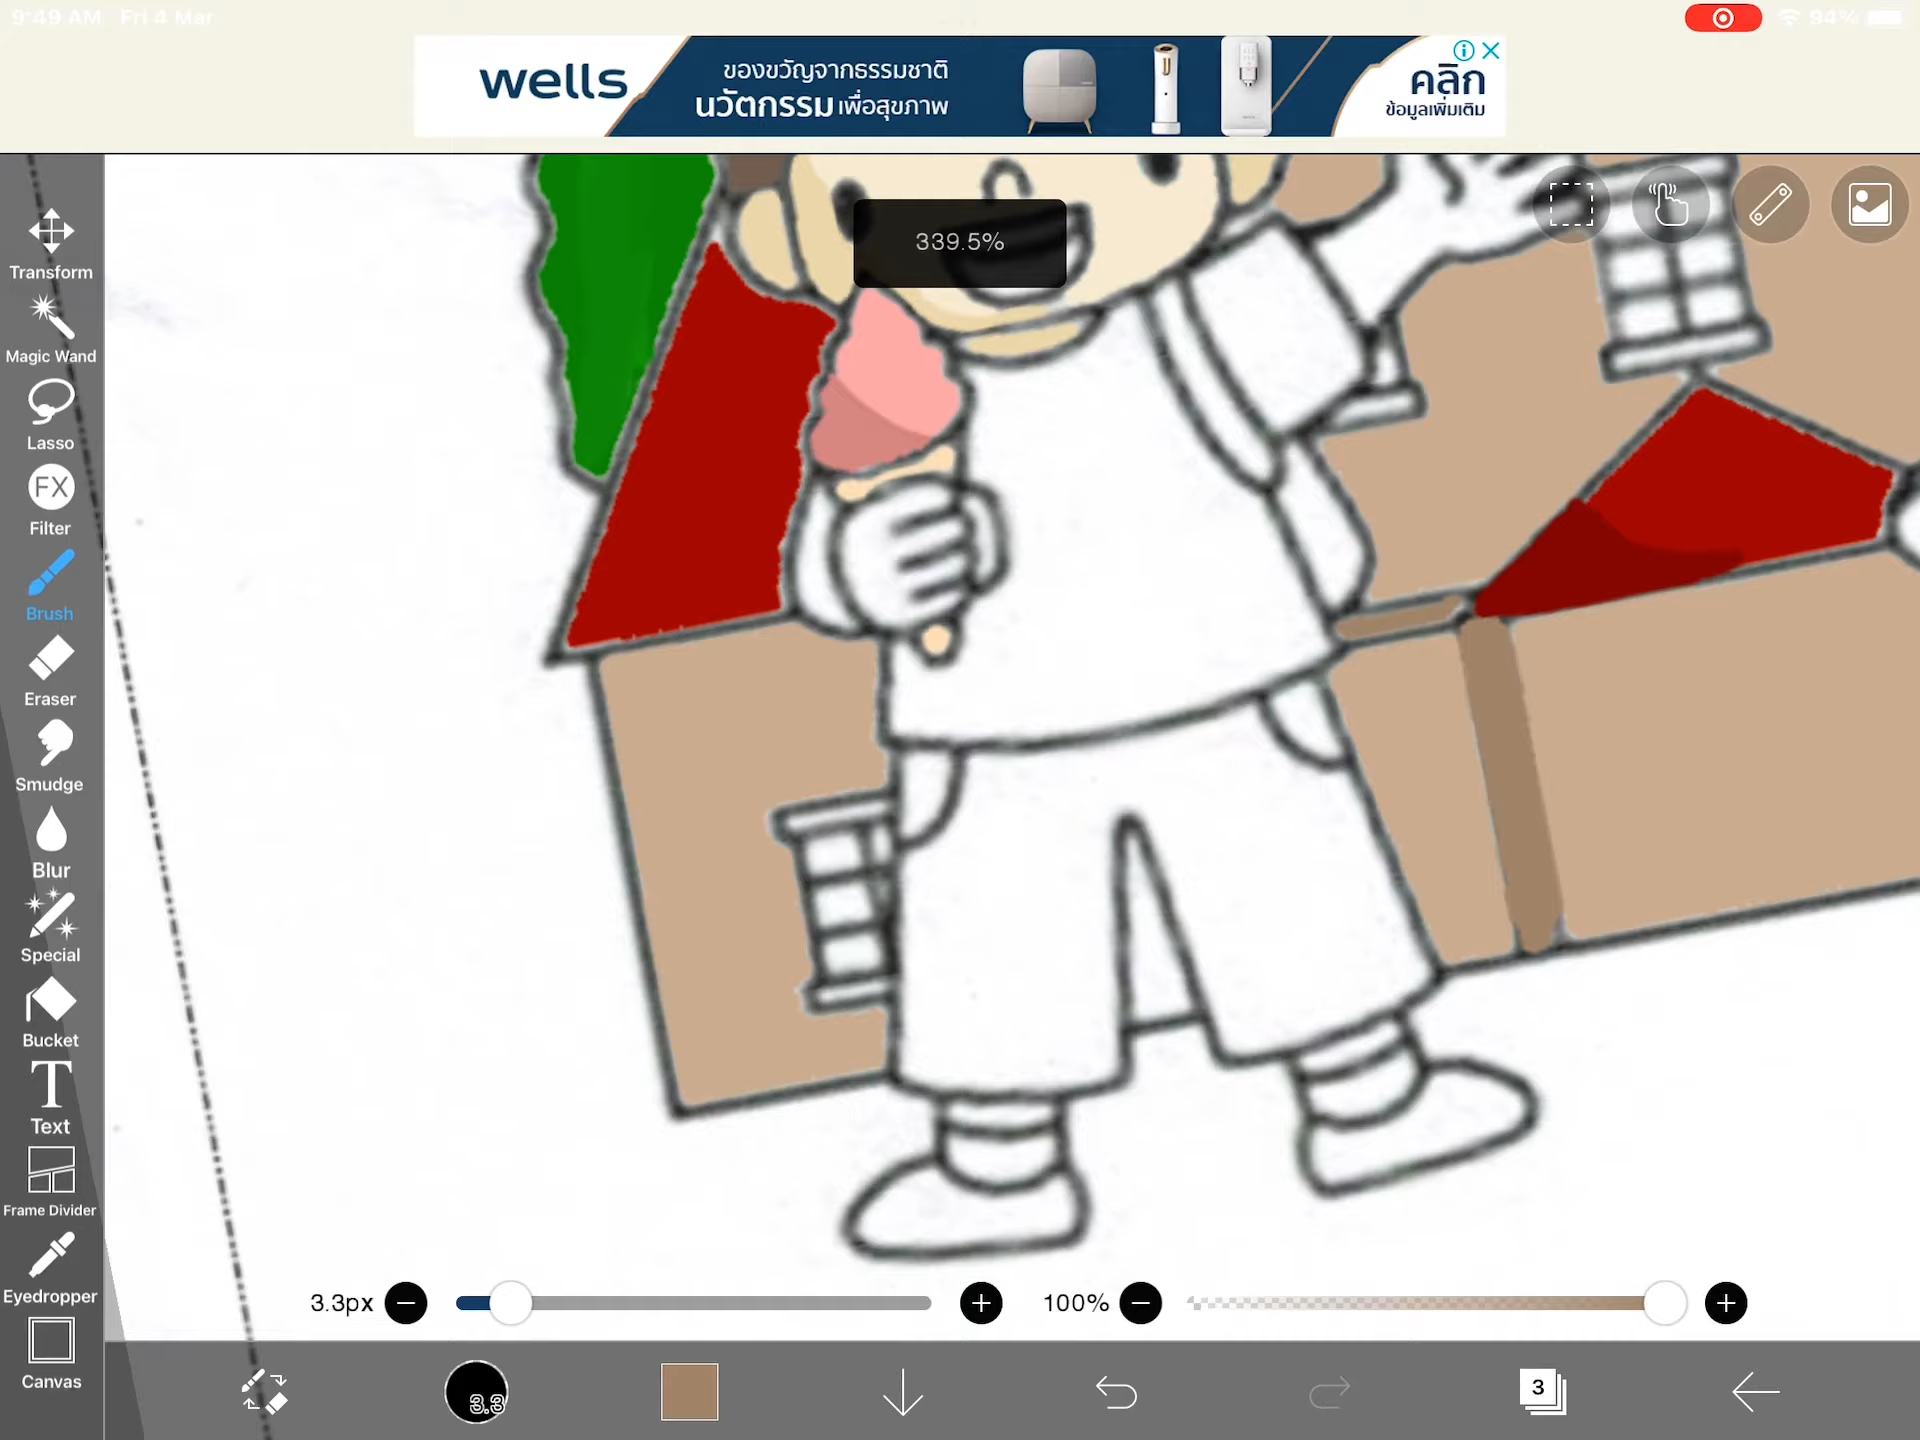 9:49 AM Fri 4 Mar
94%
wells
ของขวัญจากธรรมชาติ
นวัตกรรมเพื่อสุขภาพ
คลิก
ข้อมูลเพิ่มเติม
339.5%
Transform
Magic Wand
Lasso
FX
Filter
Brush
Eraser
Smudge
Blur
Special
Bucket
T
Text
Frame Divider
Eyedropper
Canvas
3.3px
100%
3.3
3